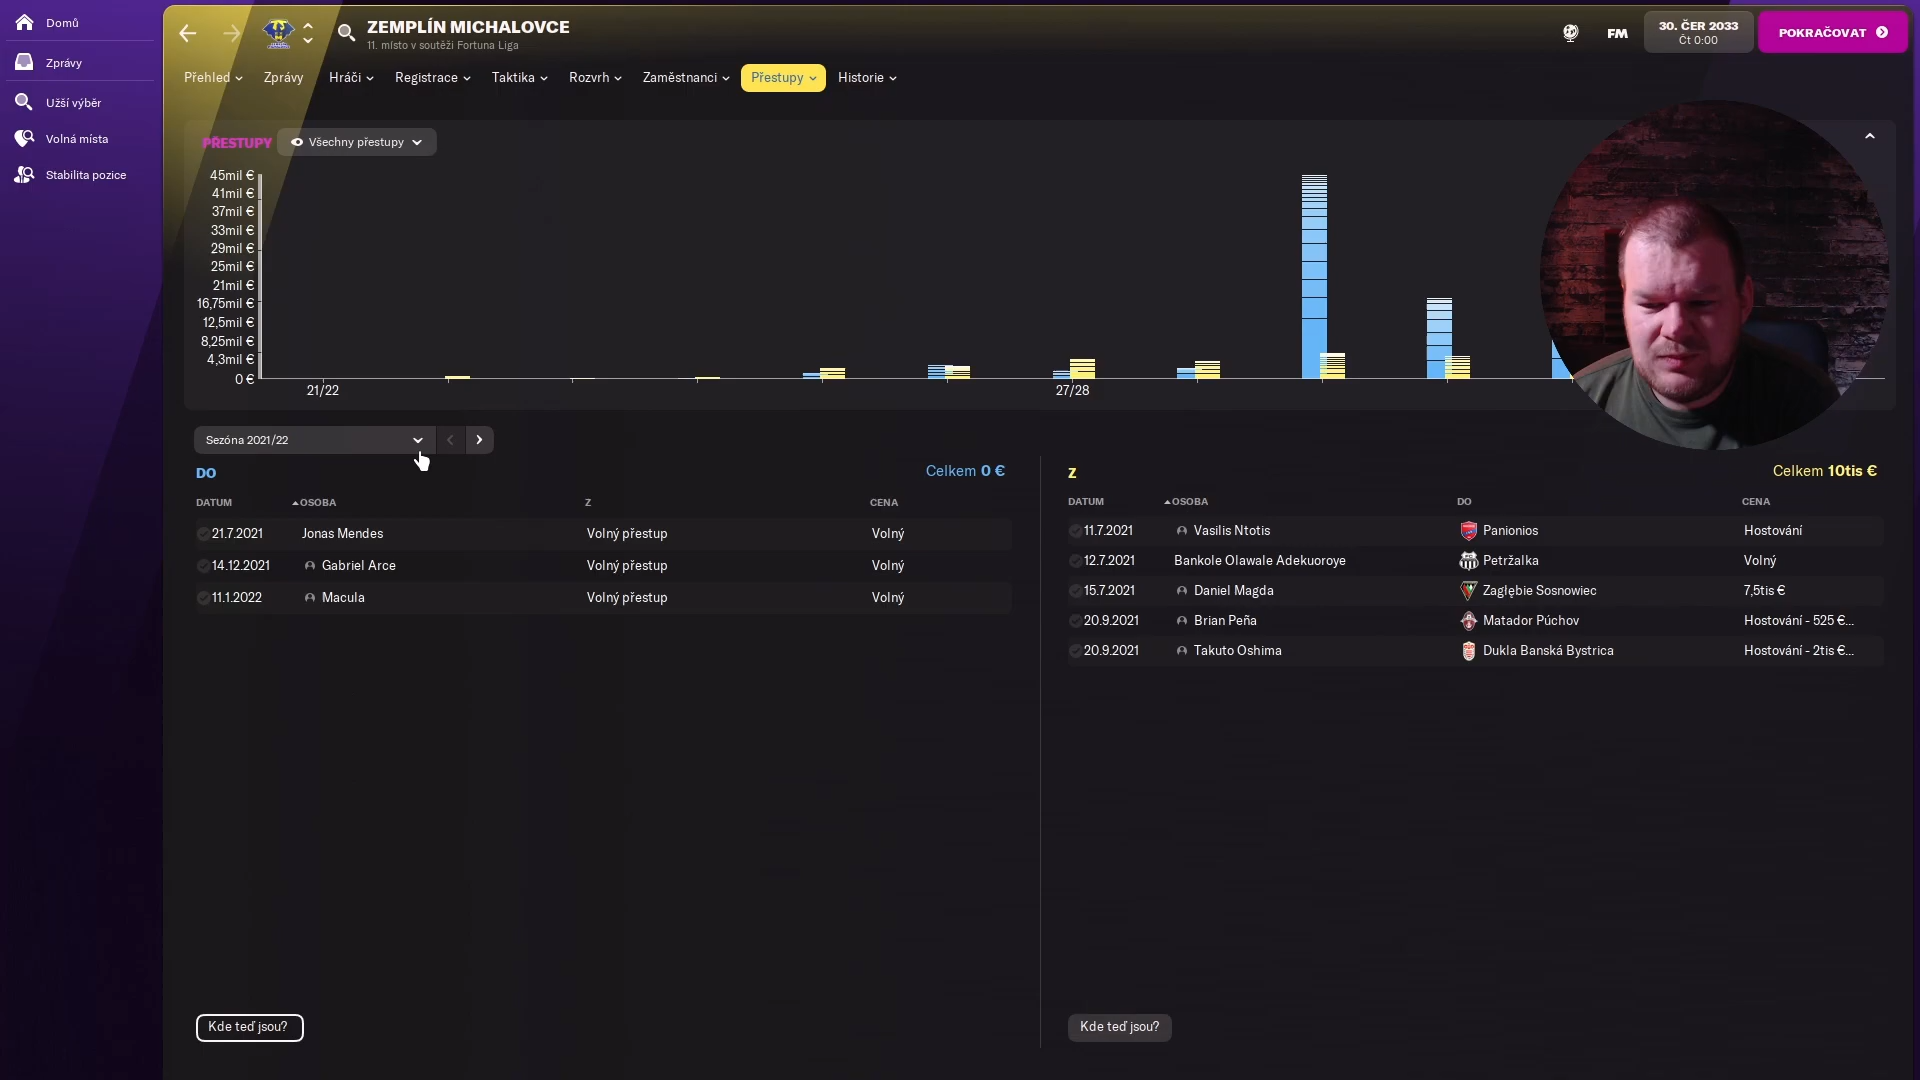 Domů
Zprávy
Užší výběr
Volná místa
Stabilita pozice
ZEMPLÍN MICHALOVCE
11. místo v soutěži Fortuna Liga
FM
30. ČER 2033
Čt 0:00
POKRAČOVAT
Přehled
Zprávy
Hráči
Registrace
Taktika
Rozvrh
Zaměstnanci
Přestupy
Historie
PŘESTUPY
Všechny přestupy
45mil €
41mil €
37mil €
33mil €
29mil €
25mil €
21mil €
16,75mil €
12,5mil €
8,25mil €
4,3mil €
0 €
21/22
27/28
Sezóna 2021/22
DO
Celkem 0 €
DATUM OSOBA Z CENA
21.7.2021 Jonas Mendes Volný přestup Volný
14.12.2021 Gabriel Arce Volný přestup Volný
11.1.2022 Macula Volný přestup Volný
Kde teď jsou?
Z
Celkem 10tis €
DATUM OSOBA DO CENA
11.7.2021 Vasilis Ntotis Panionios Hostování
12.7.2021 Bankole Olawale Adekuoroye Petržalka Volný
15.7.2021 Daniel Magda Zagłębie Sosnowiec 7,5tis €
20.9.2021 Brian Peña Matador Púchov Hostování - 525 €...
20.9.2021 Takuto Oshima Dukla Banská Bystrica Hostování - 2tis €...
Kde teď jsou?